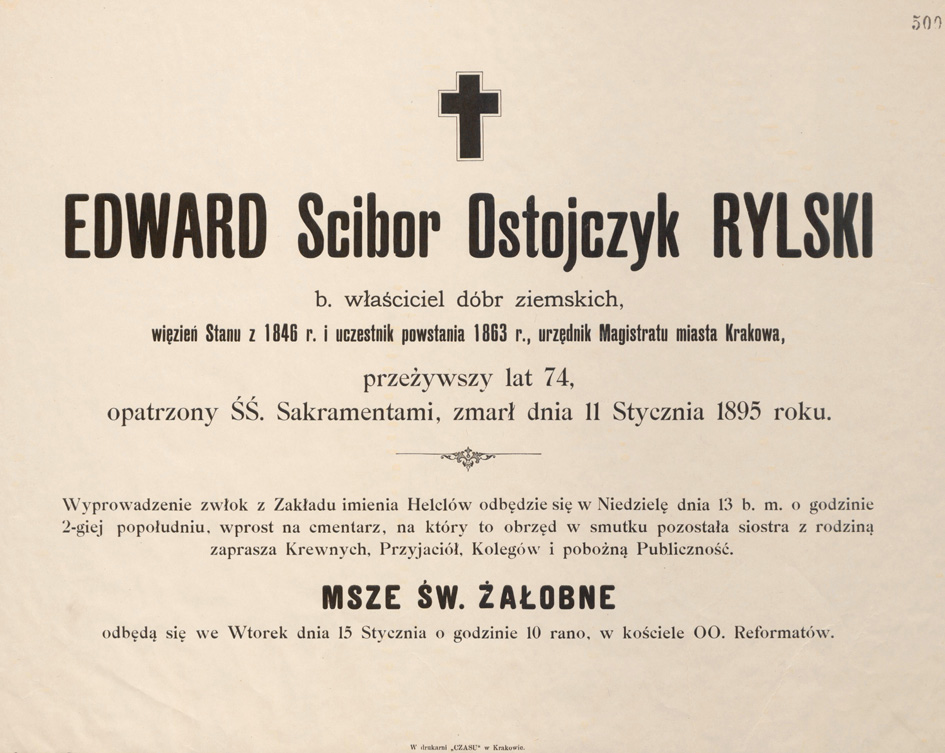 500
EDWARD Scibor Ostojczyk RYLSKI
b. właściciel dóbr ziemskich,
więzień Stanu z 1846 r. i uczestnik powstania 1863 r., urzędnik Magistratu miasta Krakowa,
przeżywszy lat 74,
opatrzony ŚŚ. Sakramentami, zmarł dnia 11 Stycznia 1895 roku.
Wyprowadzenie zwłok z Zakładu imienia Helclów odbędzie się w Niedzielę dnia 13 b. m. o godzinie
2-giej popołudniu, wprost na cmentarz, na który to obrzęd w smutku pozostała siostra z rodziną
zaprasza Krewnych, Przyjaciół, Kolegów i pobożną Publiczność.
MSZE ŚW. ŻAŁOBNE
odbędą się we Wtorek dnia 15 Stycznia o godzinie 10 rano, w kościele OO. Reformatów.
W drukarni „CZASU" w Krakowie.